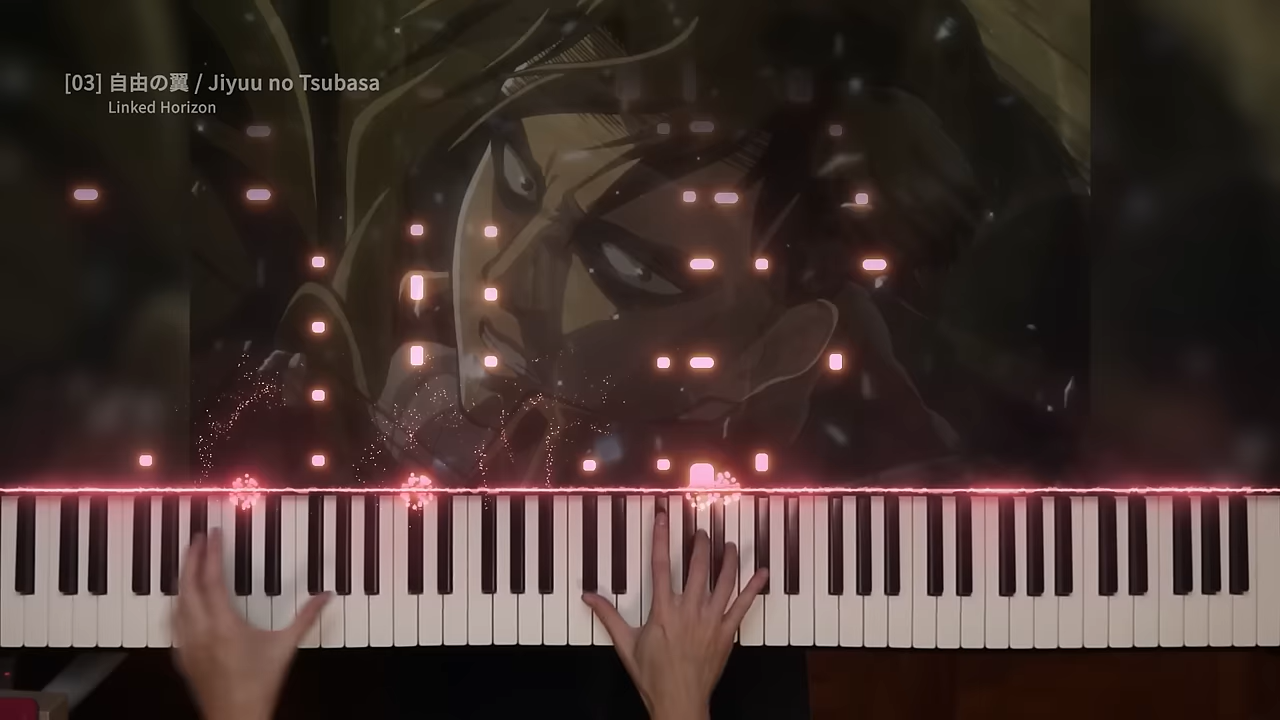 [03] 自由の翼 / Jiyuu no Tsubasa
Linked Horizon